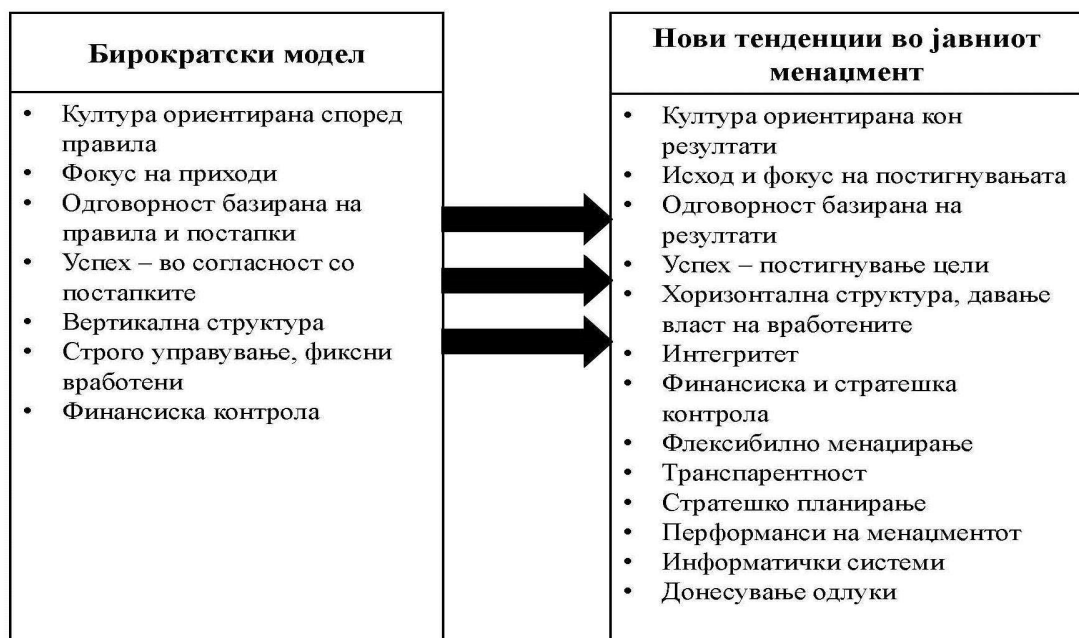 Бирократски модел
• Култура ориентирана според
правила
• Фокус на приходи
• Одговорност базирана на
правила и постапки
• Успех – во согласност со
постапките
• Вертикална структура
• Строго управување, фиксни
вработени
• Финансиска контрола
Нови тенденции во јавниот
менаџмент
• Култура ориентирана кон
резултати
• Исход и фокус на постигнувањата
• Одговорност базирана на
резултати
• Успех – постигнување цели
• Хоризонтална структура, давање
власт на вработените
• Интегритет
• Финансиска и стратешка
контрола
• Флексибилно менаџирање
• Транспарентност
• Стратешко планирање
• Перформанси на менаџментот
• Информатички системи
• Донесување одлуки